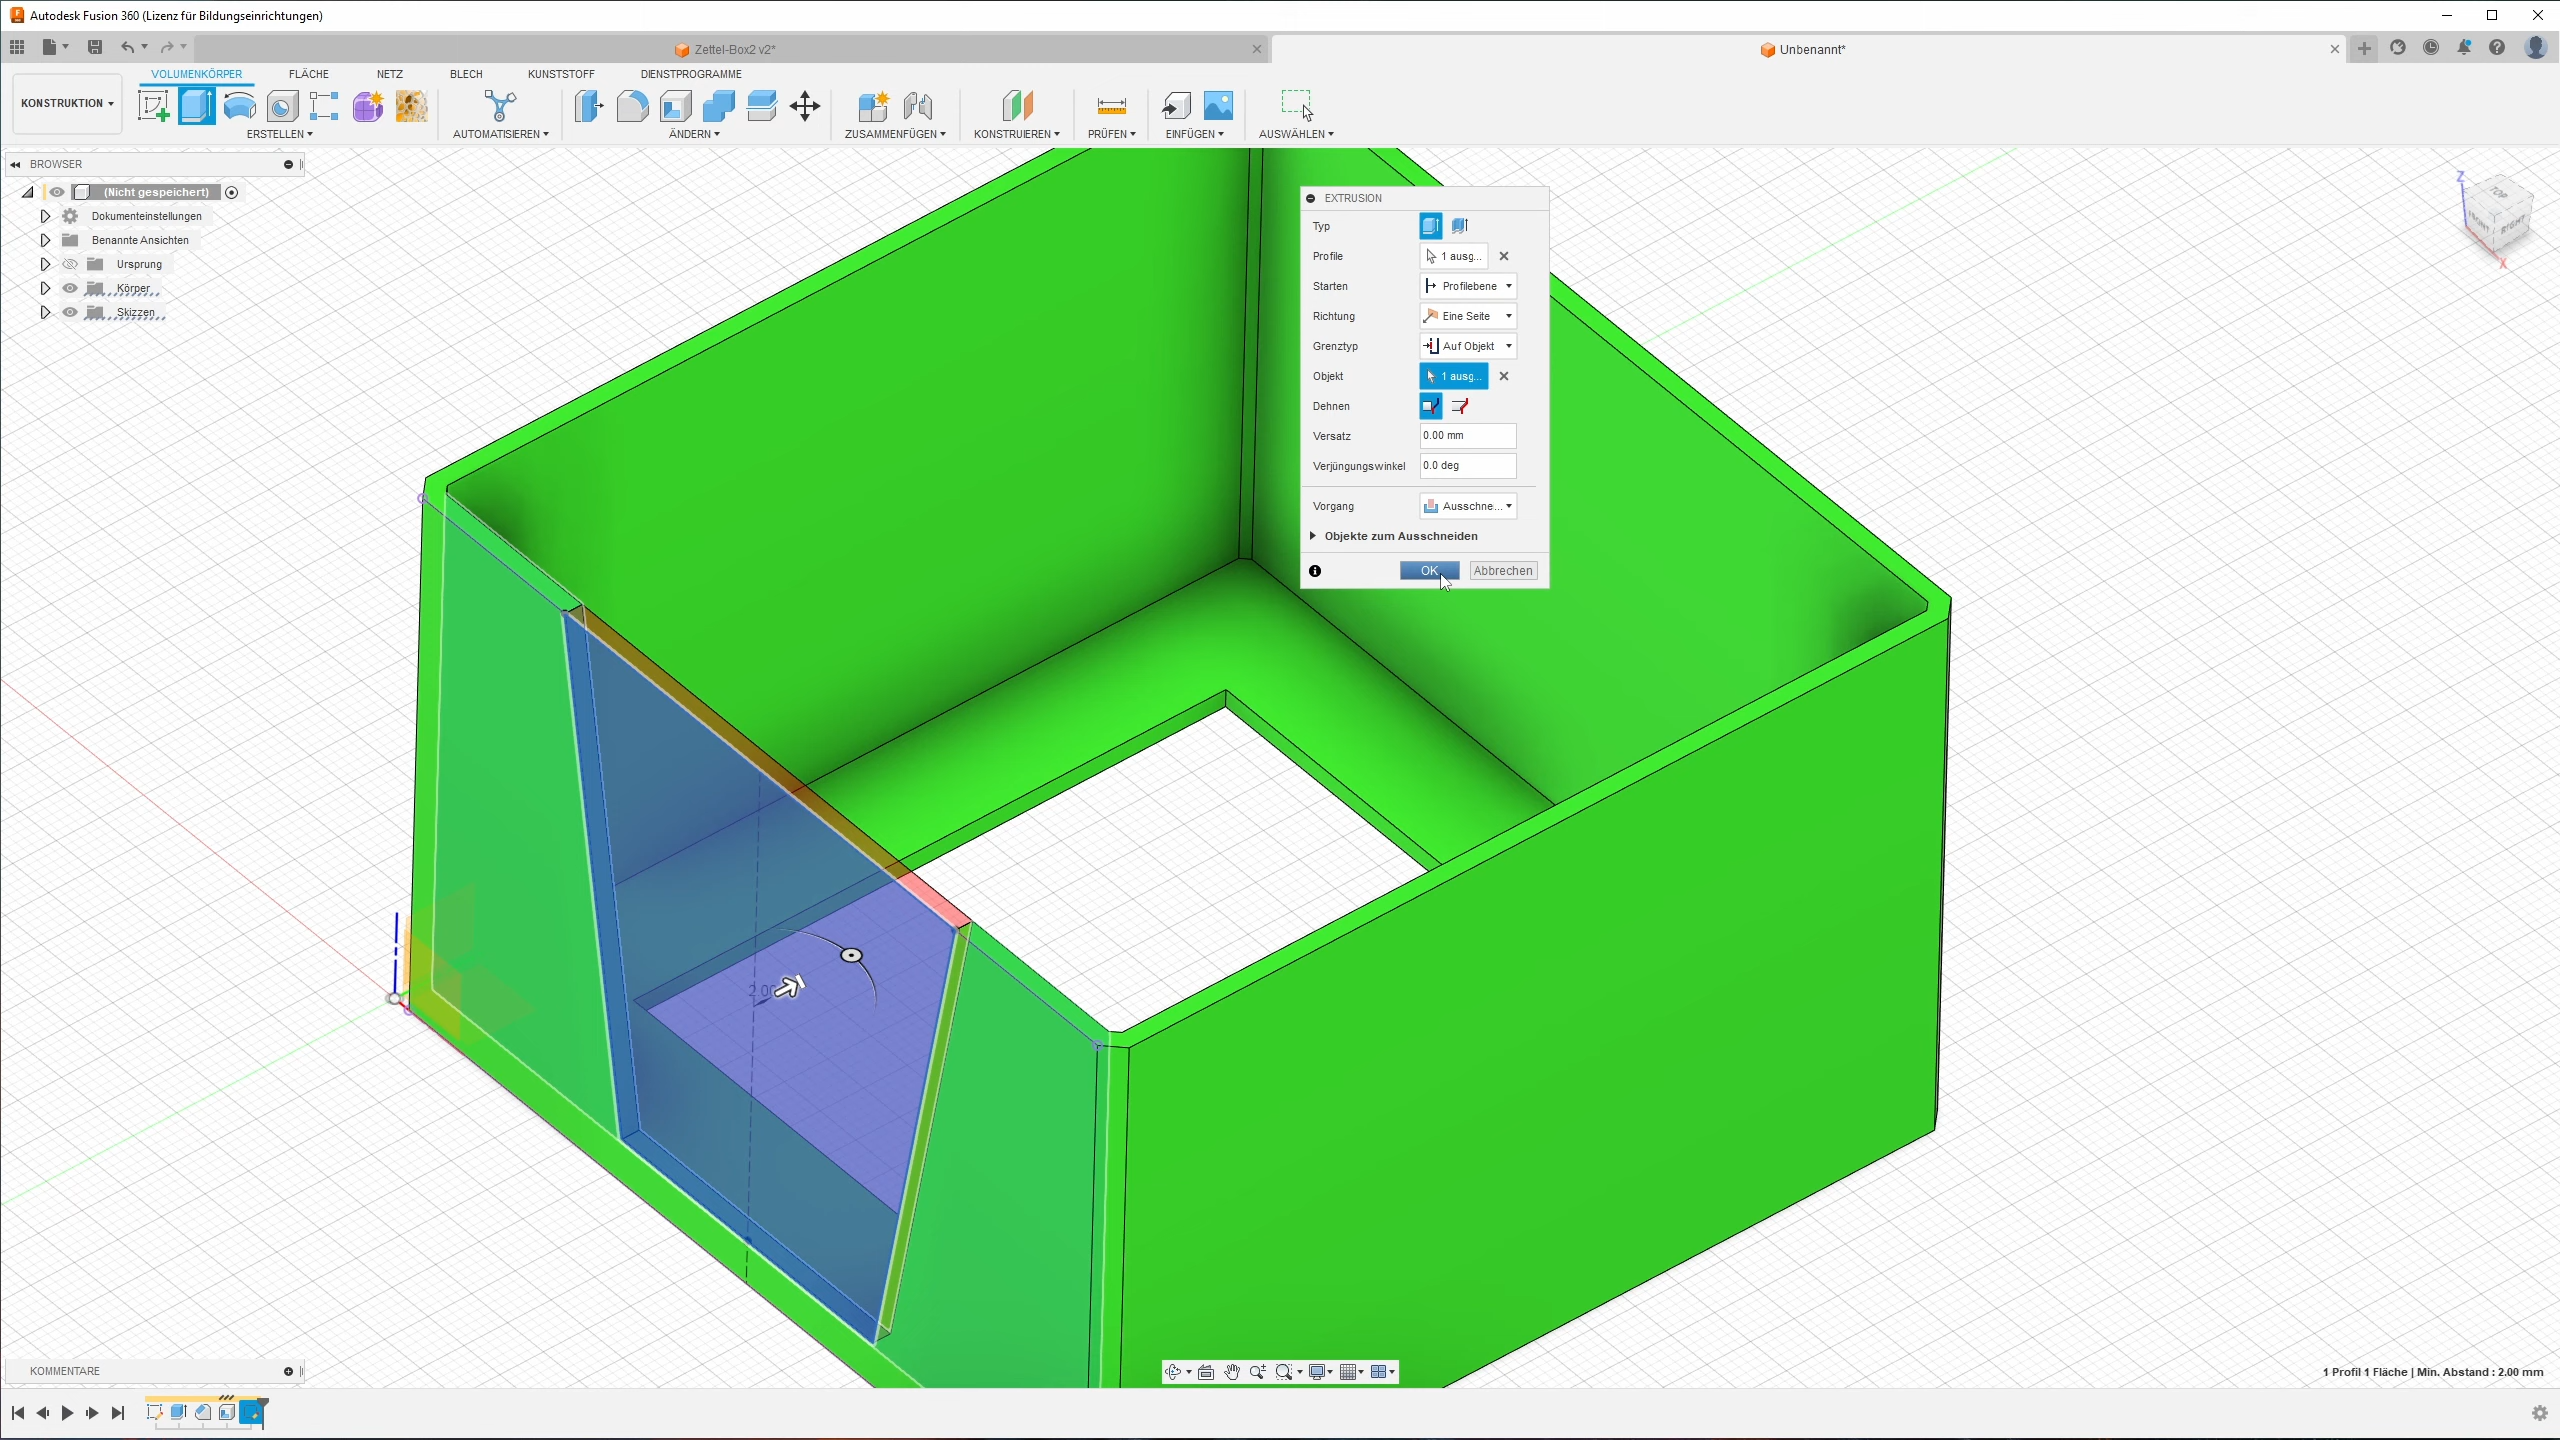 Autodesk Fusion 360 (Lizenz für Bildungseinrichtungen)
Zettel-Box2 v2*
Unbenannt*
KONSTRUKTION
VOLUMENKÖRPER
FLÄCHE
NETZ
BLECH
KUNSTSTOFF
DIENSTPROGRAMME
ERSTELLEN
AUTOMATISIEREN
ÄNDERN
ZUSAMMENFÜGEN
KONSTRUIEREN
PRÜFEN
EINFÜGEN
AUSWÄHLEN
BROWSER
(Nicht gespeichert)
Dokumenteinstellungen
Benannte Ansichten
Ursprung
Körper
Skizzen
EXTRUSION
Typ
Profile 1 ausg...
Starten Profilebene
Richtung Eine Seite
Grenztyp Auf Objekt
Objekt 1 ausg...
Dehnen
Versatz 0.00 mm
Verjüngungswinkel 0.0 deg
Vorgang Ausschne...
Objekte zum Ausschneiden
OK Abbrechen
Z
TOP
FRONT
RIGHT
X
KOMMENTARE
1 Profil 1 Fläche | Min. Abstand : 2.00 mm